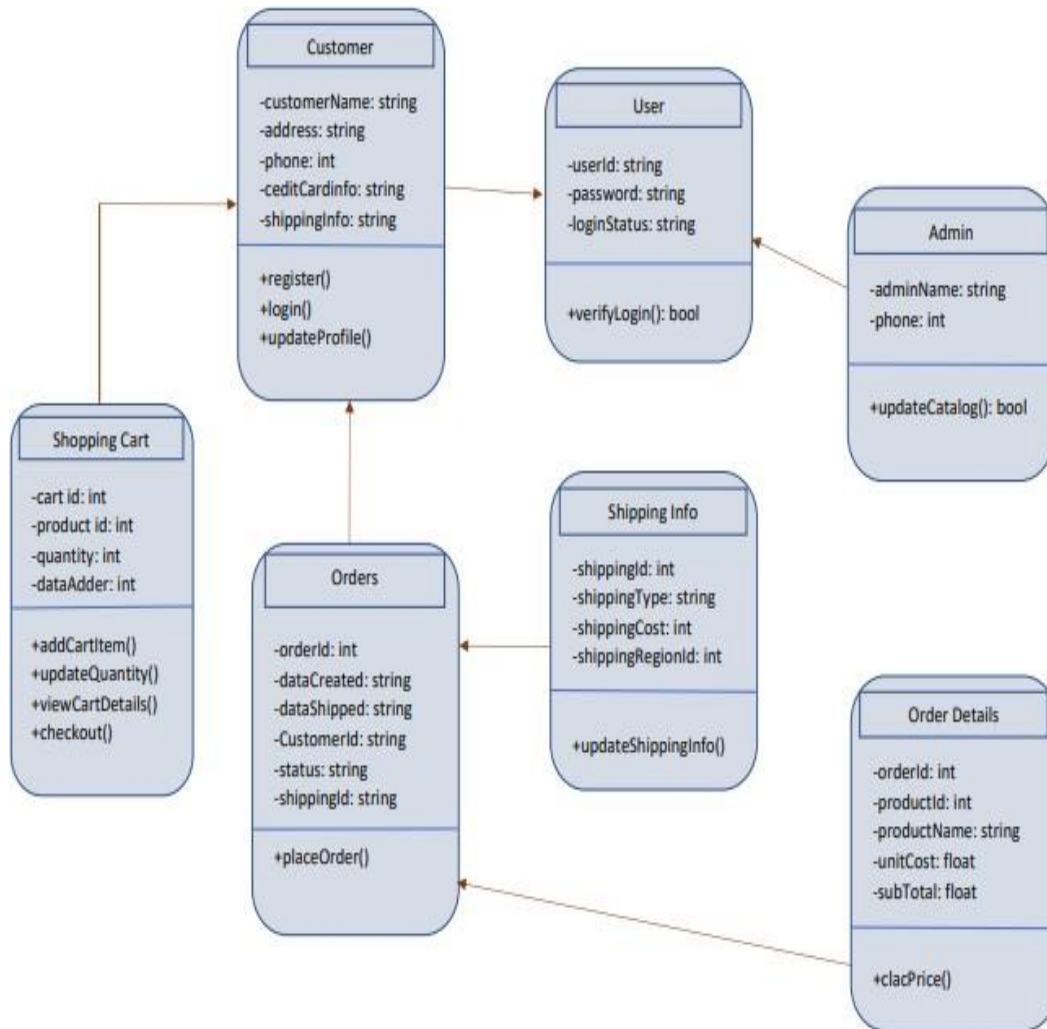 Customer
-customerName: string
-address: string
-phone: int
-ceditCardinfo: string
-shippingInfo: string
+register()
+login()
+updateProfile()
User
-userId: string
-password: string
-loginStatus: string
+verifyLogin(): bool
Admin
-adminName: string
-phone: int
+updateCatalog(): bool
Shopping Cart
-cart id: int
-product id: int
-quantity: int
-dataAdder: int
+addCartItem()
+updateQuantity()
+viewCartDetails()
+checkout()
Orders
-orderId: int
-dataCreated: string
-dataShipped: string
-CustomerId: string
-status: string
-shippingId: string
+placeOrder()
Shipping Info
-shippingId: int
-shippingType: string
-shippingCost: int
-shippingRegionId: int
+updateShippingInfo()
Order Details
-orderId: int
-productId: int
-productName: string
-unitCost: float
-subTotal: float
+clacPrice()